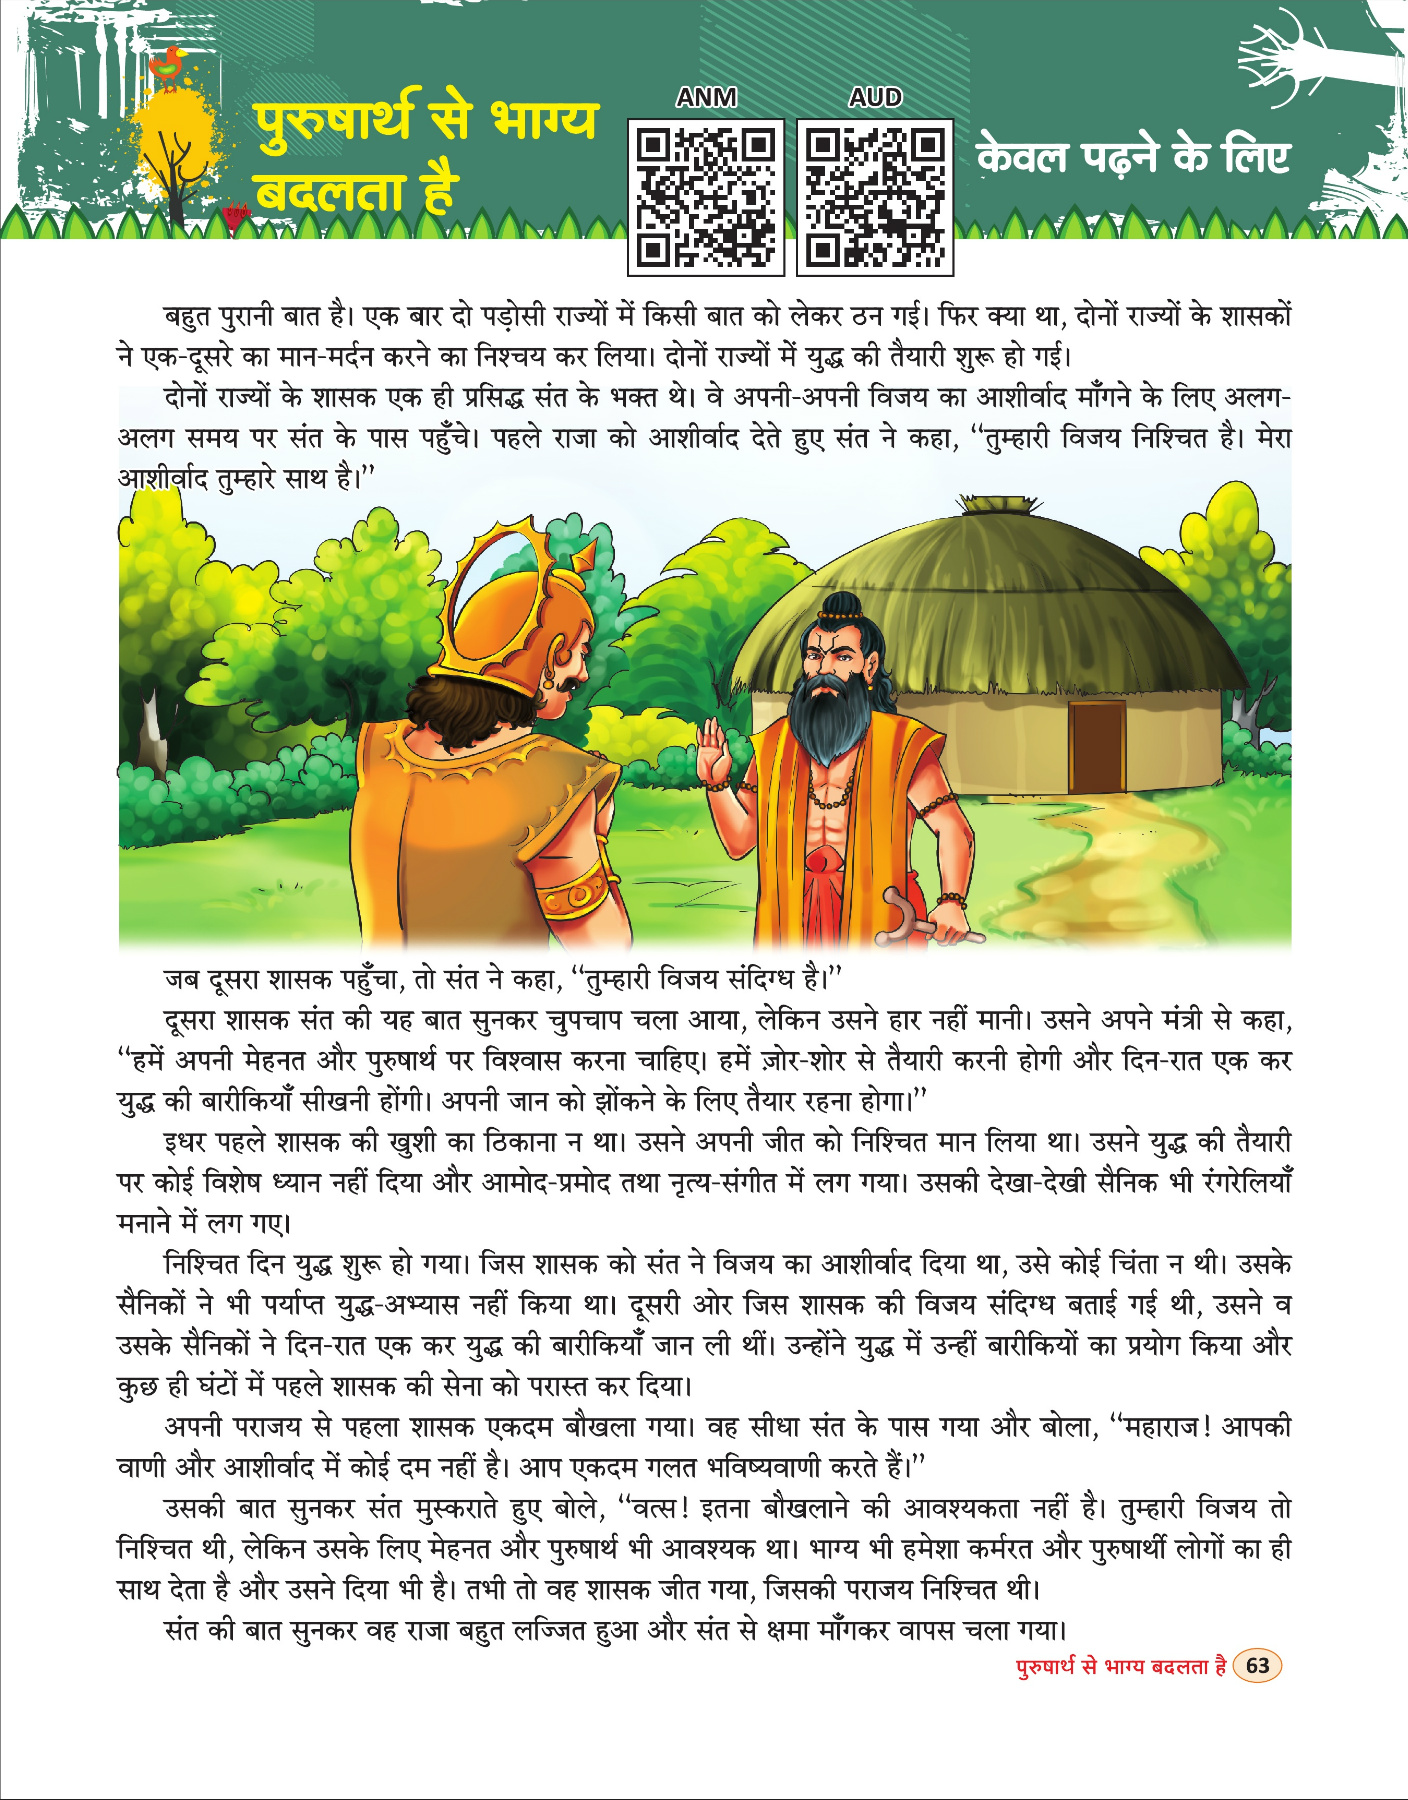 पुरुषार्थ से भाग्य
बदलता है
ANM
AUD
केवल पढ़ने के लिए
बहुत पुरानी बात है। एक बार दो पड़ोसी राज्यों में किसी बात को लेकर ठन गई। फिर क्या था, दोनों राज्यों के शासकों
ने एक-दूसरे का मान-मर्दन करने का निश्चय कर लिया। दोनों राज्यों में युद्ध की तैयारी शुरू हो गई।
दोनों राज्यों के शासक एक ही प्रसिद्ध संत के भक्त थे। वे अपनी-अपनी विजय का आशीर्वाद माँगने के लिए अलग-
अलग समय पर संत के पास पहुँचे। पहले राजा को आशीर्वाद देते हुए संत ने कहा, “तुम्हारी विजय निश्चित है। मेरा
आशीर्वाद तुम्हारे साथ है।”
जब दूसरा शासक पहुँचा, तो संत ने कहा, “तुम्हारी विजय संदिग्ध है।”
दूसरा शासक संत की यह बात सुनकर चुपचाप चला आया, लेकिन उसने हार नहीं मानी। उसने अपने मंत्री से कहा,
“हमें अपनी मेहनत और पुरुषार्थ पर विश्वास करना चाहिए। हमें ज़ोर-शोर से तैयारी करनी होगी और दिन-रात एक कर
युद्ध की बारीकियाँ सीखनी होंगी। अपनी जान को झोंकने के लिए तैयार रहना होगा।”
इधर पहले शासक की खुशी का ठिकाना न था। उसने अपनी जीत को निश्चित मान लिया था। उसने युद्ध की तैयारी
पर कोई विशेष ध्यान नहीं दिया और आमोद-प्रमोद तथा नृत्य-संगीत में लग गया। उसकी देखा-देखी सैनिक भी रंगरेलियाँ
मनाने में लग गए।
निश्चित दिन युद्ध शुरू हो गया। जिस शासक को संत ने विजय का आशीर्वाद दिया था, उसे कोई चिंता न थी। उसके
सैनिकों ने भी पर्याप्त युद्ध-अभ्यास नहीं किया था। दूसरी ओर जिस शासक की विजय संदिग्ध बताई गई थी, उसने व
उसके सैनिकों ने दिन-रात एक कर युद्ध की बारीकियाँ जान ली थीं। उन्होंने युद्ध में उन्हीं बारीकियों का प्रयोग किया और
कुछ ही घंटों में पहले शासक की सेना को परास्त कर दिया।
अपनी पराजय से पहला शासक एकदम बौखला गया। वह सीधा संत के पास गया और बोला, “महाराज! आपकी
वाणी और आशीर्वाद में कोई दम नहीं है। आप एकदम गलत भविष्यवाणी करते हैं।”
उसकी बात सुनकर संत मुस्कराते हुए बोले, “वत्स! इतना बौखलाने की आवश्यकता नहीं है। तुम्हारी विजय तो
निश्चित थी, लेकिन उसके लिए मेहनत और पुरुषार्थ भी आवश्यक था। भाग्य भी हमेशा कर्मरत और पुरुषार्थी लोगों का ही
साथ देता है और उसने दिया भी है। तभी तो वह शासक जीत गया, जिसकी पराजय निश्चित थी।
संत की बात सुनकर वह राजा बहुत लज्जित हुआ और संत से क्षमा माँगकर वापस चला गया।
पुरुषार्थ से भाग्य बदलता है 63